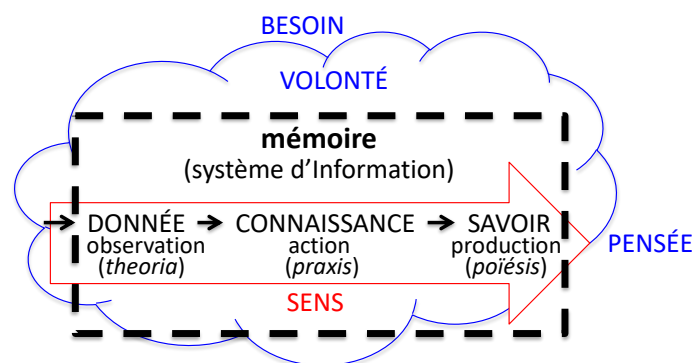 BESOIN
VOLONTÉ
mémoire
(système d’Information)
DONNÉE CONNAISSANCE SAVOIR
observation action production
(theoria) (praxis) (poïésis)
PENSÉE
SENS